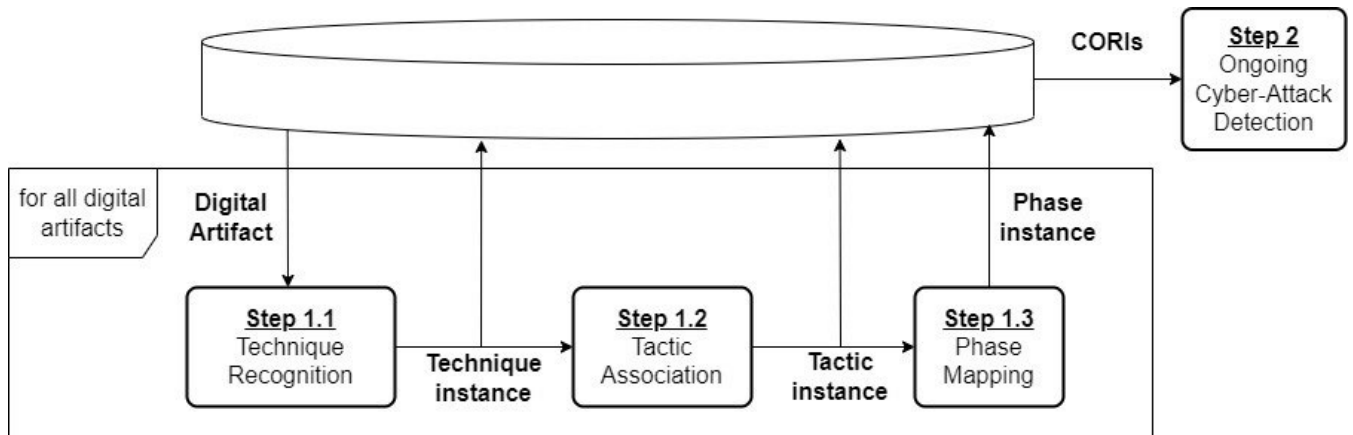 CORIs
Step 2
Ongoing
Cyber-Attack
Detection
for all digital
artifacts
Digital
Artifact
Phase
instance
Step 1.1
Technique
Recognition
Technique
instance
Step 1.2
Tactic
Association
Tactic
instance
Step 1.3
Phase
Mapping